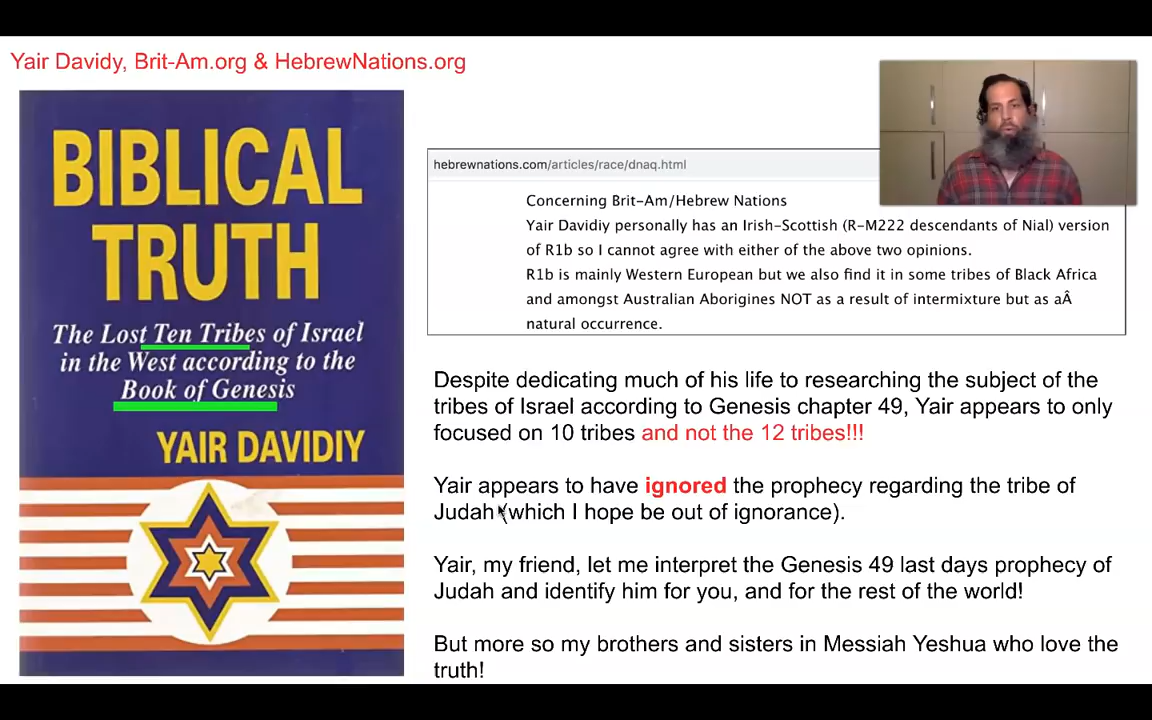 Yair Davidy, Brit-Am.org & HebrewNations.org
BIBLICAL
TRUTH
The Lost Ten Tribes of Israel
in the West according to the
Book of Genesis
YAIR DAVIDIY
hebrewnations.com/articles/race/dnaq.html
Concerning Brit-Am/Hebrew Nations
Yair Davidiy personally has an Irish-Scottish (R-M222 descendants of Nial) version
of R1b so I cannot agree with either of the above two opinions.
R1b is mainly Western European but we also find it in some tribes of Black Africa
and amongst Australian Aborigines NOT as a result of intermixture but as aÂ
natural occurrence.
Despite dedicating much of his life to researching the subject of the
tribes of Israel according to Genesis chapter 49, Yair appears to only
focused on 10 tribes and not the 12 tribes!!!
Yair appears to have ignored the prophecy regarding the tribe of
Judah (which I hope be out of ignorance).
Yair, my friend, let me interpret the Genesis 49 last days prophecy of
Judah and identify him for you, and for the rest of the world!
But more so my brothers and sisters in Messiah Yeshua who love the
truth!